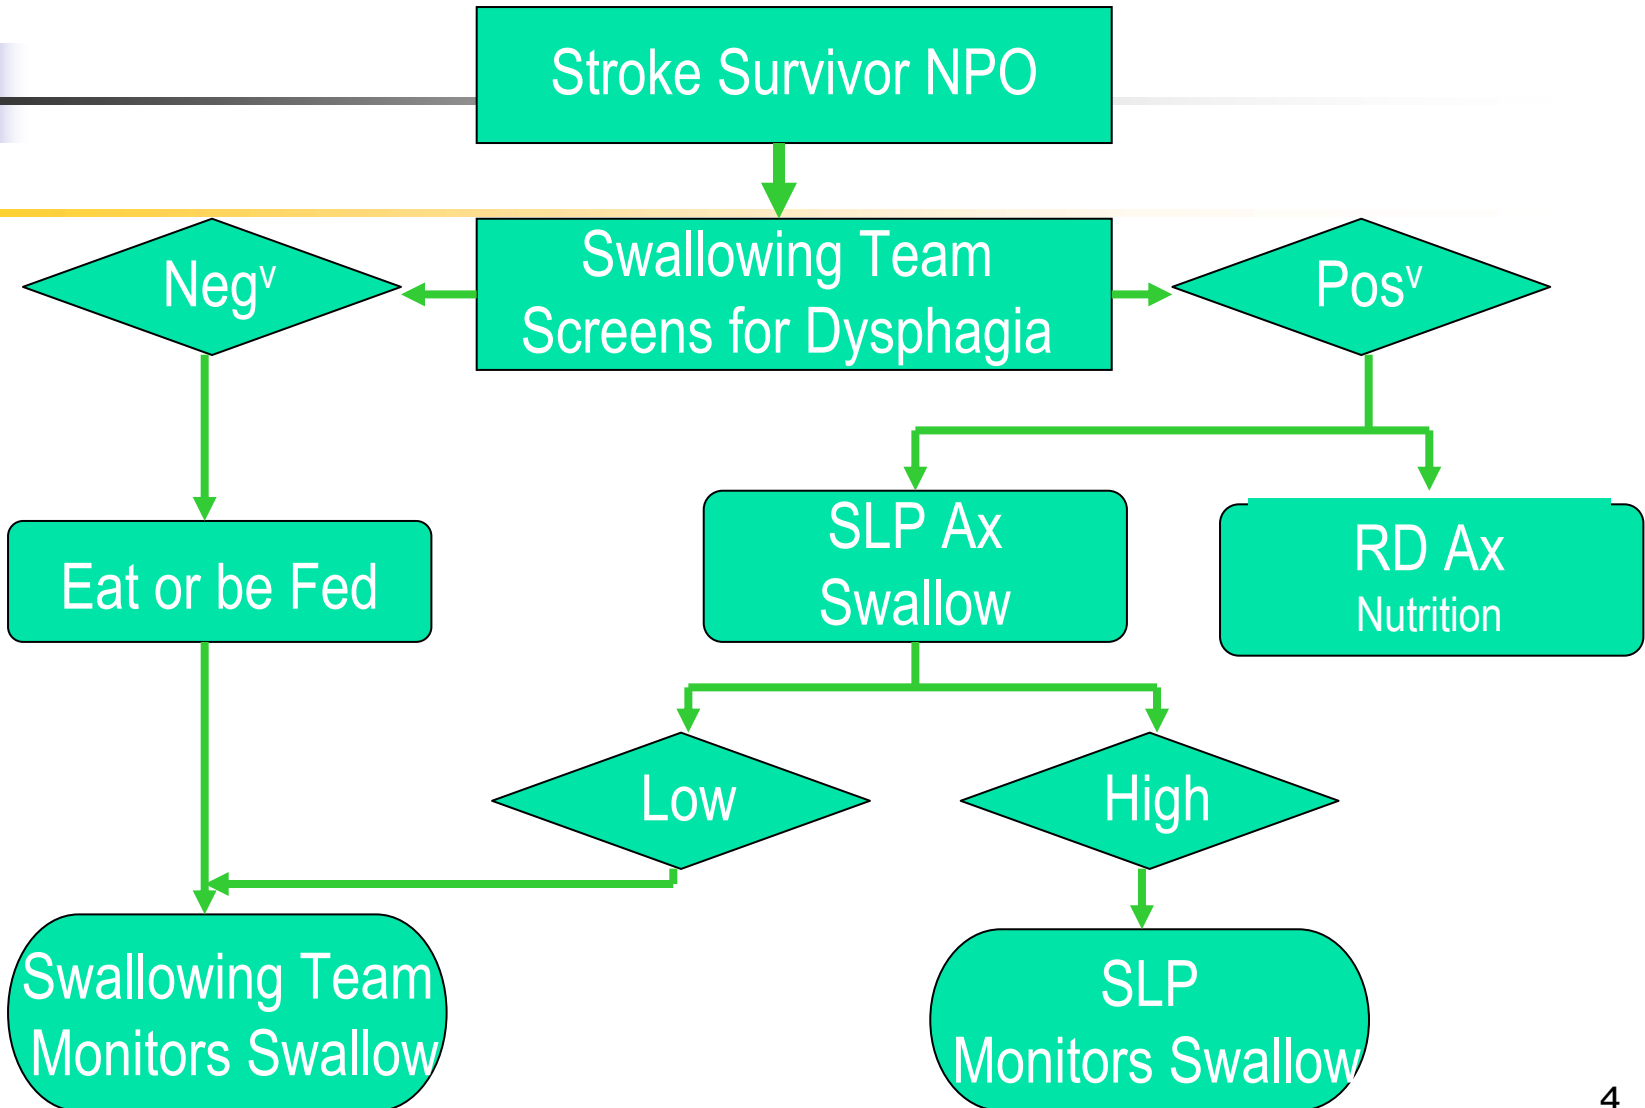 Stroke Survivor NPO
Swallowing Team
Screens for Dysphagia
Negᵛ
Posᵛ
Eat or be Fed
SLP Ax
Swallow
RD Ax
Nutrition
Low
High
Swallowing Team
Monitors Swallow
SLP
Monitors Swallow
4